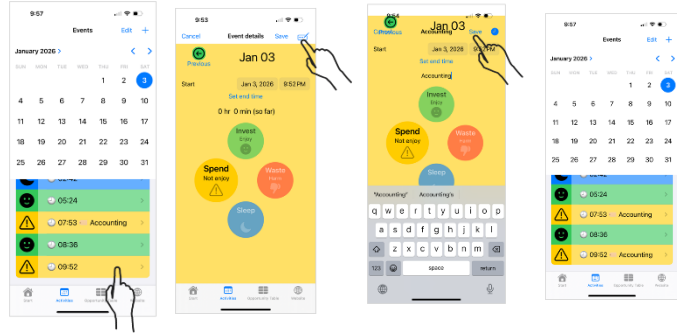 9:57
Events
Edit +
January 2026 >
< >
SUN MON TUE WED THU FRI SAT
1 2 3
4 5 6 7 8 9 10
11 12 13 14 15 16 17
18 19 20 21 22 23 24
25 26 27 28 29 30 31
05:24
07:53 Accounting
08:36
09:52
Start Activities Opportunity Table Website
9:53
Cancel Event details Save
Previous
Jan 03
Start Jan 3, 2026 9:52 PM
Set end time
0 hr 0 min (so far)
Invest
Enjoy
Spend
Not enjoy
Waste
Sleep
Start Activities Opportunity Table Website
9:54
Jan 03
Previous
Accounting
Save
Start Jan 3, 2026
Set end time
Accounting
Invest
Enjoy
Spend
Not enjoy
Waste
Sleep
"Accounting" Accounting's
q w e r t y u i o p
a s d f g h j k l
z x c v b n m
123 space return
9:57
Events
Edit +
January 2026 >
< >
SUN MON TUE WED THU FRI SAT
1 2 3
4 5 6 7 8 9 10
11 12 13 14 15 16 17
18 19 20 21 22 23 24
25 26 27 28 29 30 31
05:24
07:53 Accounting
08:36
09:52 Accounting
Start Activities Opportunity Table Website